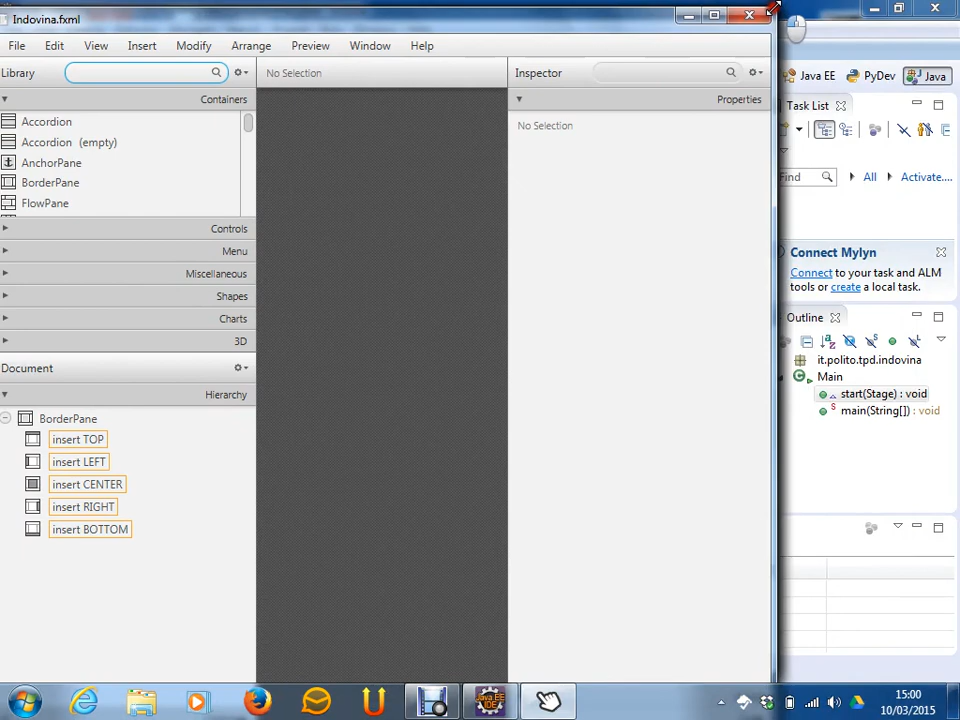 Indovina.fxml
File Edit View Insert Modify Arrange Preview Window Help
Java EE PyDev Java
Library No Selection Inspector
Containers Properties
Task List
Accordion
No Selection
Accordion (empty)
AnchorPane
BorderPane
Find All Activate....
FlowPane
Controls
Menu
Connect Mylyn
Miscellaneous
Connect to your task and ALM
tools or create a local task.
Shapes
Charts
Outline
3D
it.polito.tpd.indovina
Document
Main
Hierarchy
start(Stage) : void
main(String[]) : void
BorderPane
insert TOP
insert LEFT
insert CENTER
insert RIGHT
insert BOTTOM
Java EE
IDE
15:00
10/03/2015